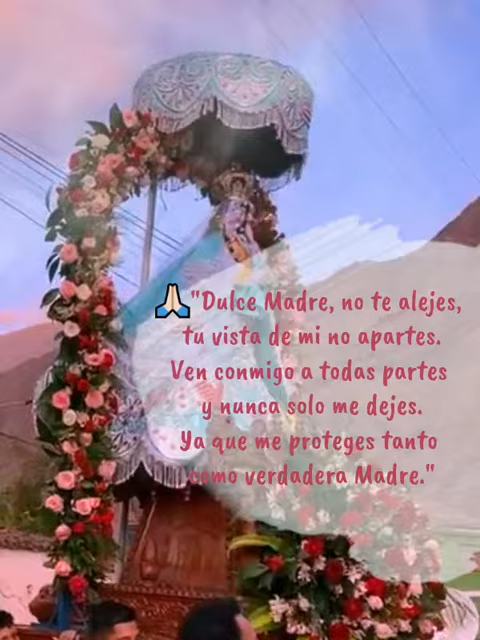 🙏"Dulce Madre, no te alejes,
tu vista de mi no apartes.
Ven conmigo a todas partes
y nunca solo me dejes.
Ya que me proteges tanto
como verdadera Madre."